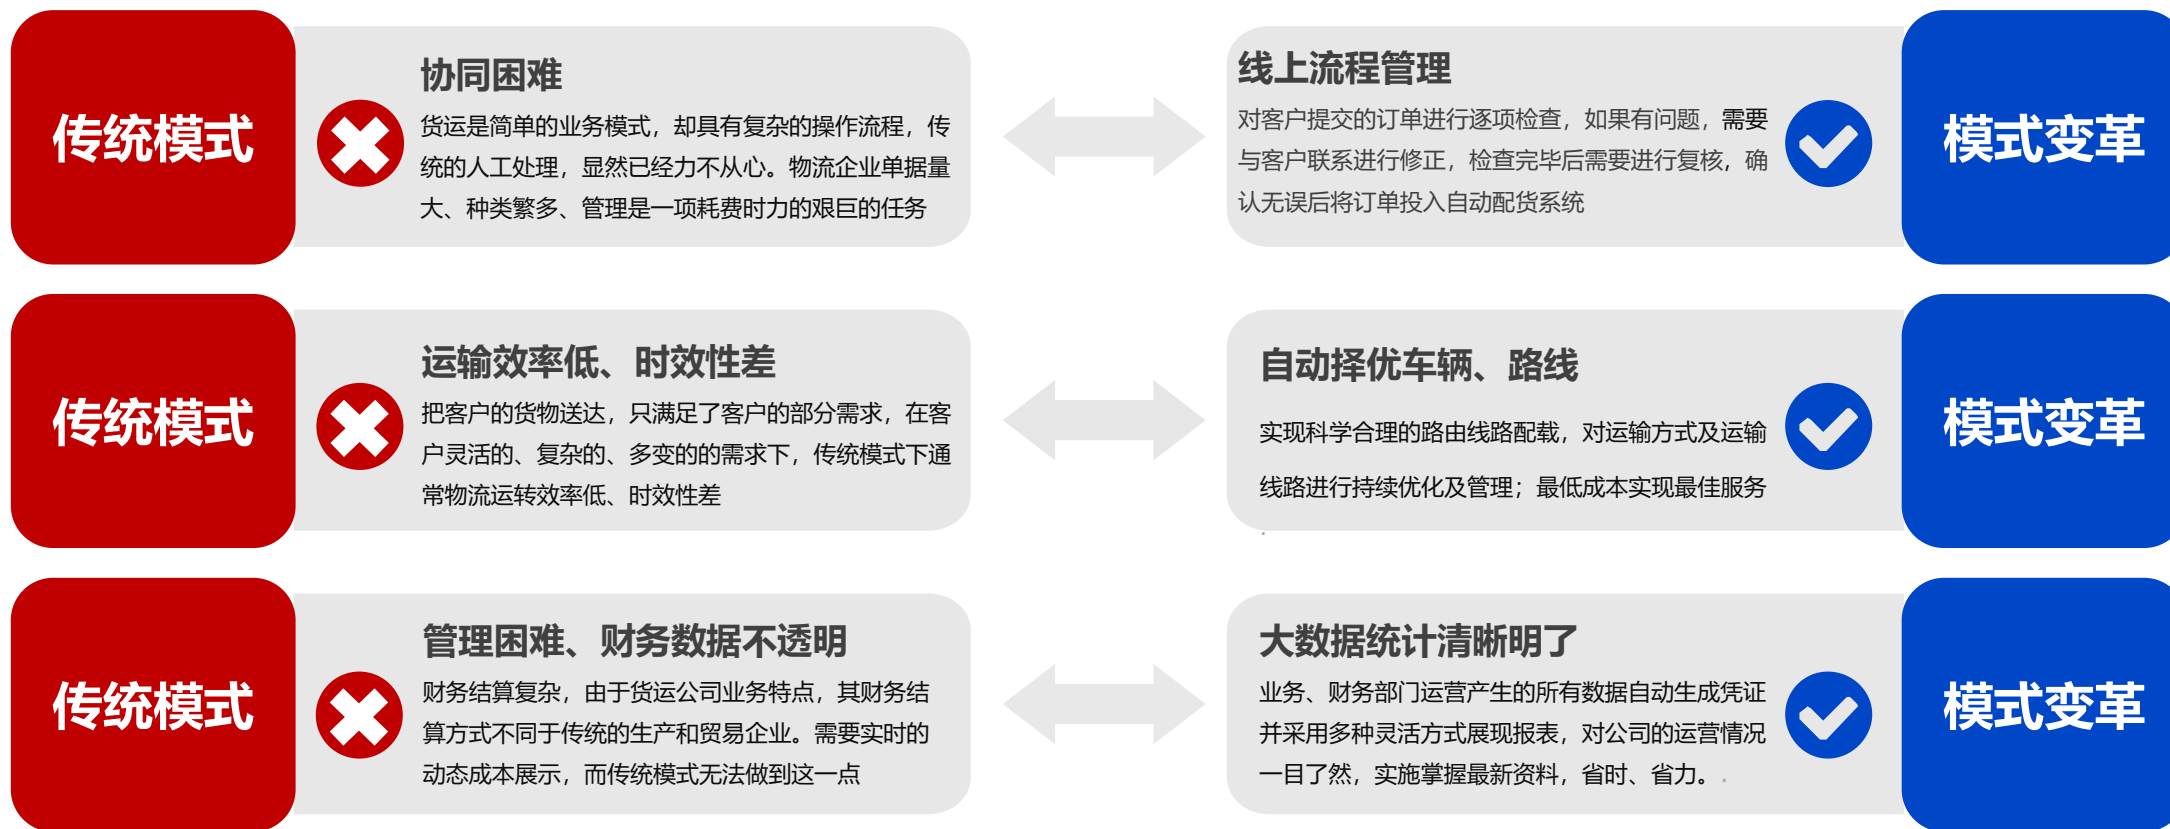 传统模式
协同困难
货运是简单的业务模式，却具有复杂的操作流程，传
统的人工处理，显然已经力不从心。物流企业单据量
大、种类繁多、管理是一项耗费时力的艰巨的任务
线上流程管理
对客户提交的订单进行逐项检查，如果有问题，需要
与客户联系进行修正，检查完毕后需要进行复核，确
认无误后将订单投入自动配货系统
模式变革
传统模式
运输效率低、时效性差
把客户的货物送达，只满足了客户的部分需求，在客
户灵活的、复杂的、多变的的需求下，传统模式下通
常物流运转效率低、时效性差
自动择优车辆、路线
实现科学合理的路由线路配载，对运输方式及运输
线路进行持续优化及管理；最低成本实现最佳服务
.
模式变革
传统模式
管理困难、财务数据不透明
财务结算复杂，由于货运公司业务特点，其财务结
算方式不同于传统的生产和贸易企业。需要实时的
动态成本展示，而传统模式无法做到这一点
大数据统计清晰明了
业务、财务部门运营产生的所有数据自动生成凭证
并采用多种灵活方式展现报表，对公司的运营情况
一目了然，实施掌握最新资料，省时、省力。.
模式变革